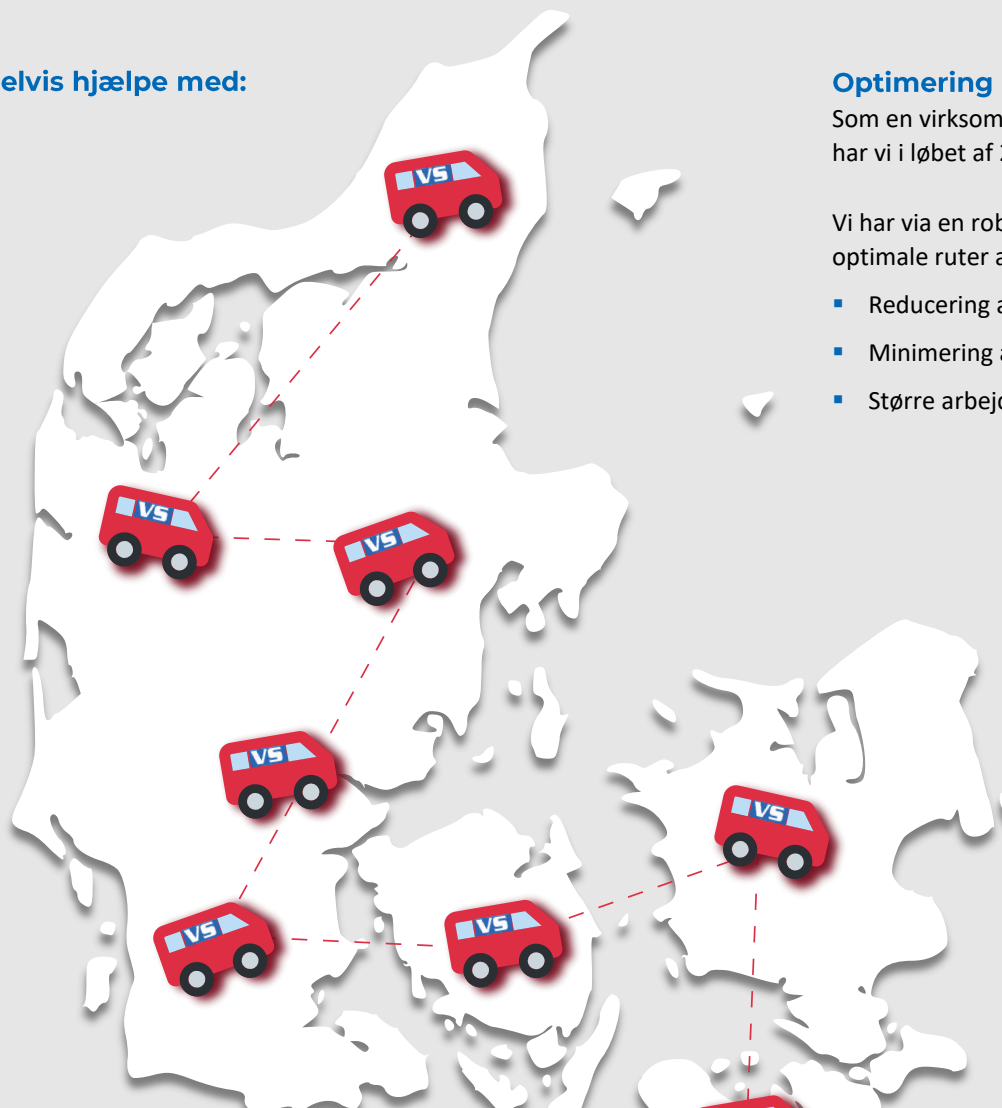 elvis hjælpe med:
Optimering
Som en virksom
har vi i løbet af 2
Vi har via en rob
optimale ruter a
Reducering a
Minimering a
Større arbejd
VS
VS
VS
VS
VS
VS
VS